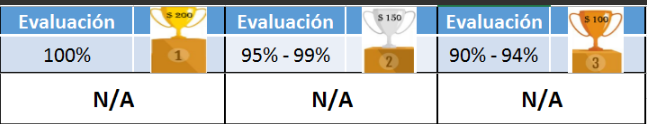 Evaluación $ 200 Evaluación $ 150 Evaluación $ 100
100% 1 95% - 99% 2 90% - 94% 3
N/A N/A N/A